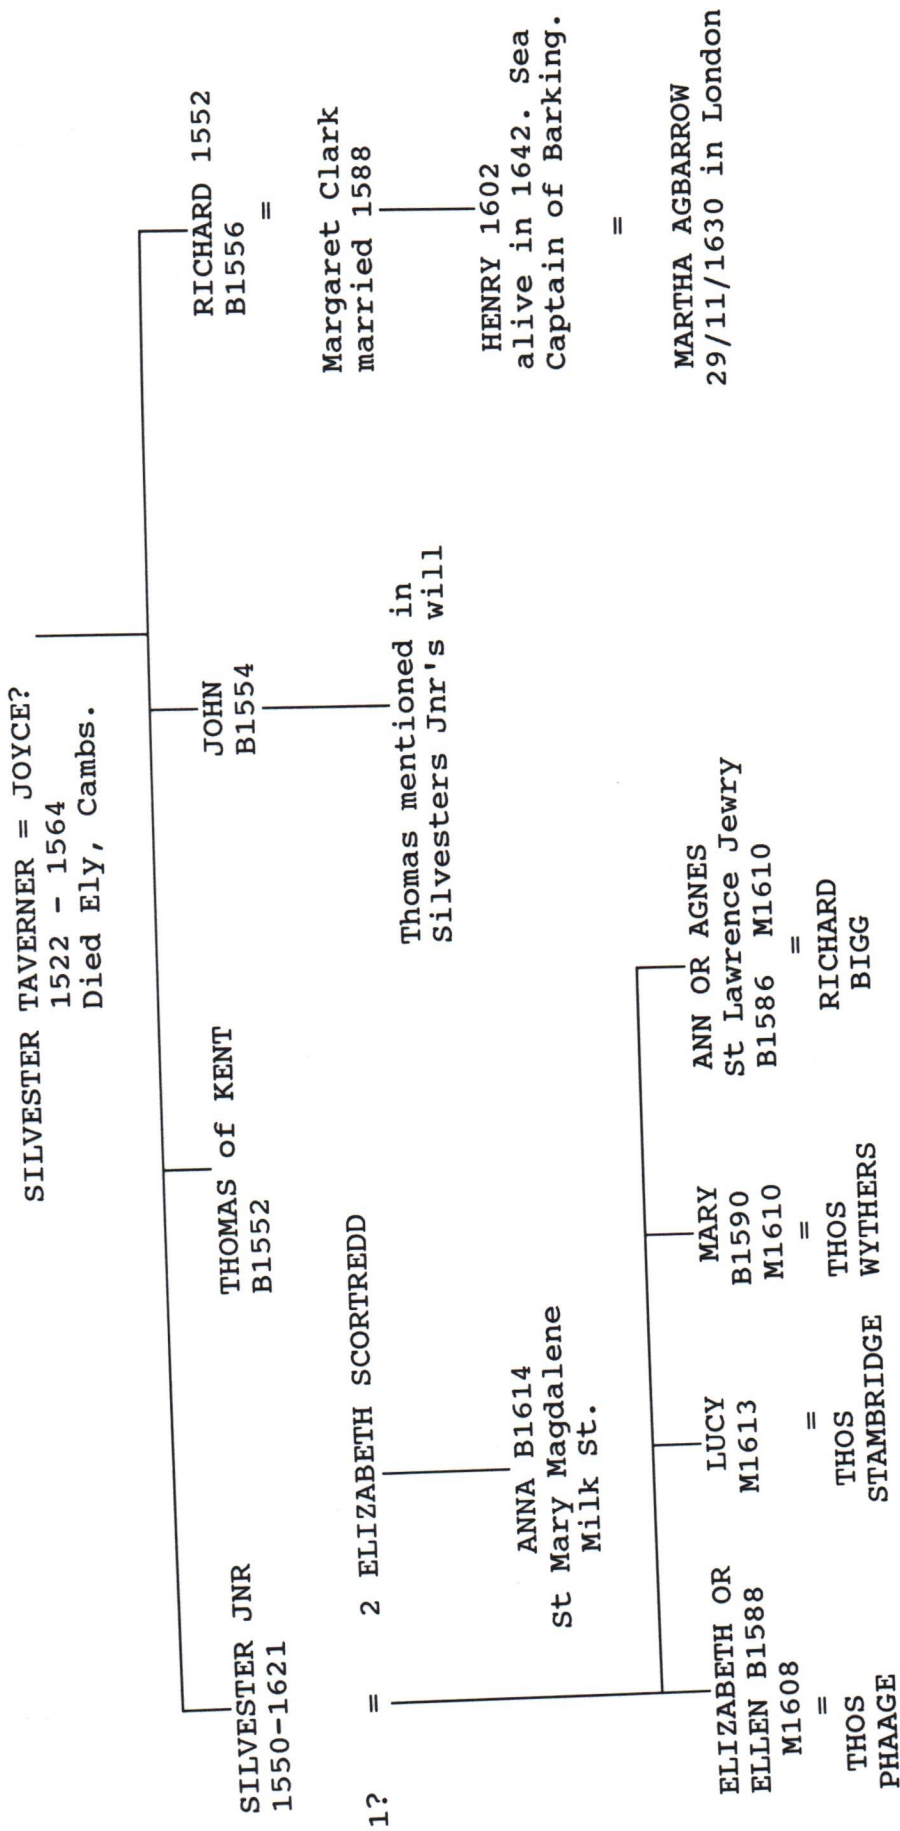 SILVESTER TAVERNER = JOYCE?
1522 - 1564
Died Ely, Cambs.
SILVESTER JNR
1550-1621
THOMAS of KENT
B1552
JOHN
B1554
RICHARD 1552
B1556
=
Margaret Clark
married 1588
1?
=
2 ELIZABETH SCORTREDD
Thomas mentioned in
Silvesters Jnr's will
HENRY 1602
alive in 1642. Sea
Captain of Barking.
=
MARTHA AGBARROW
29/11/1630 in London
ANNA B1614
St Mary Magdalene
Milk St.
ELIZABETH OR
ELLEN B1588
M1608
=
THOS
PHAAGE
LUCY
M1613
=
THOS
STAMBRIDGE
MARY
B1590
M1610
=
THOS
WYTHERS
ANN OR AGNES
St Lawrence Jewry
B1586 M1610
=
RICHARD
BIGG